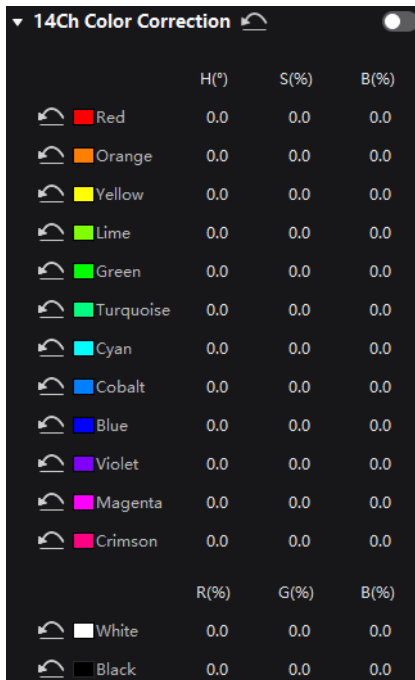 14Ch Color Correction
H(°) S(%) B(%)
Red 0.0 0.0 0.0
Orange 0.0 0.0 0.0
Yellow 0.0 0.0 0.0
Lime 0.0 0.0 0.0
Green 0.0 0.0 0.0
Turquoise 0.0 0.0 0.0
Cyan 0.0 0.0 0.0
Cobalt 0.0 0.0 0.0
Blue 0.0 0.0 0.0
Violet 0.0 0.0 0.0
Magenta 0.0 0.0 0.0
Crimson 0.0 0.0 0.0
R(%) G(%) B(%)
White 0.0 0.0 0.0
Black 0.0 0.0 0.0